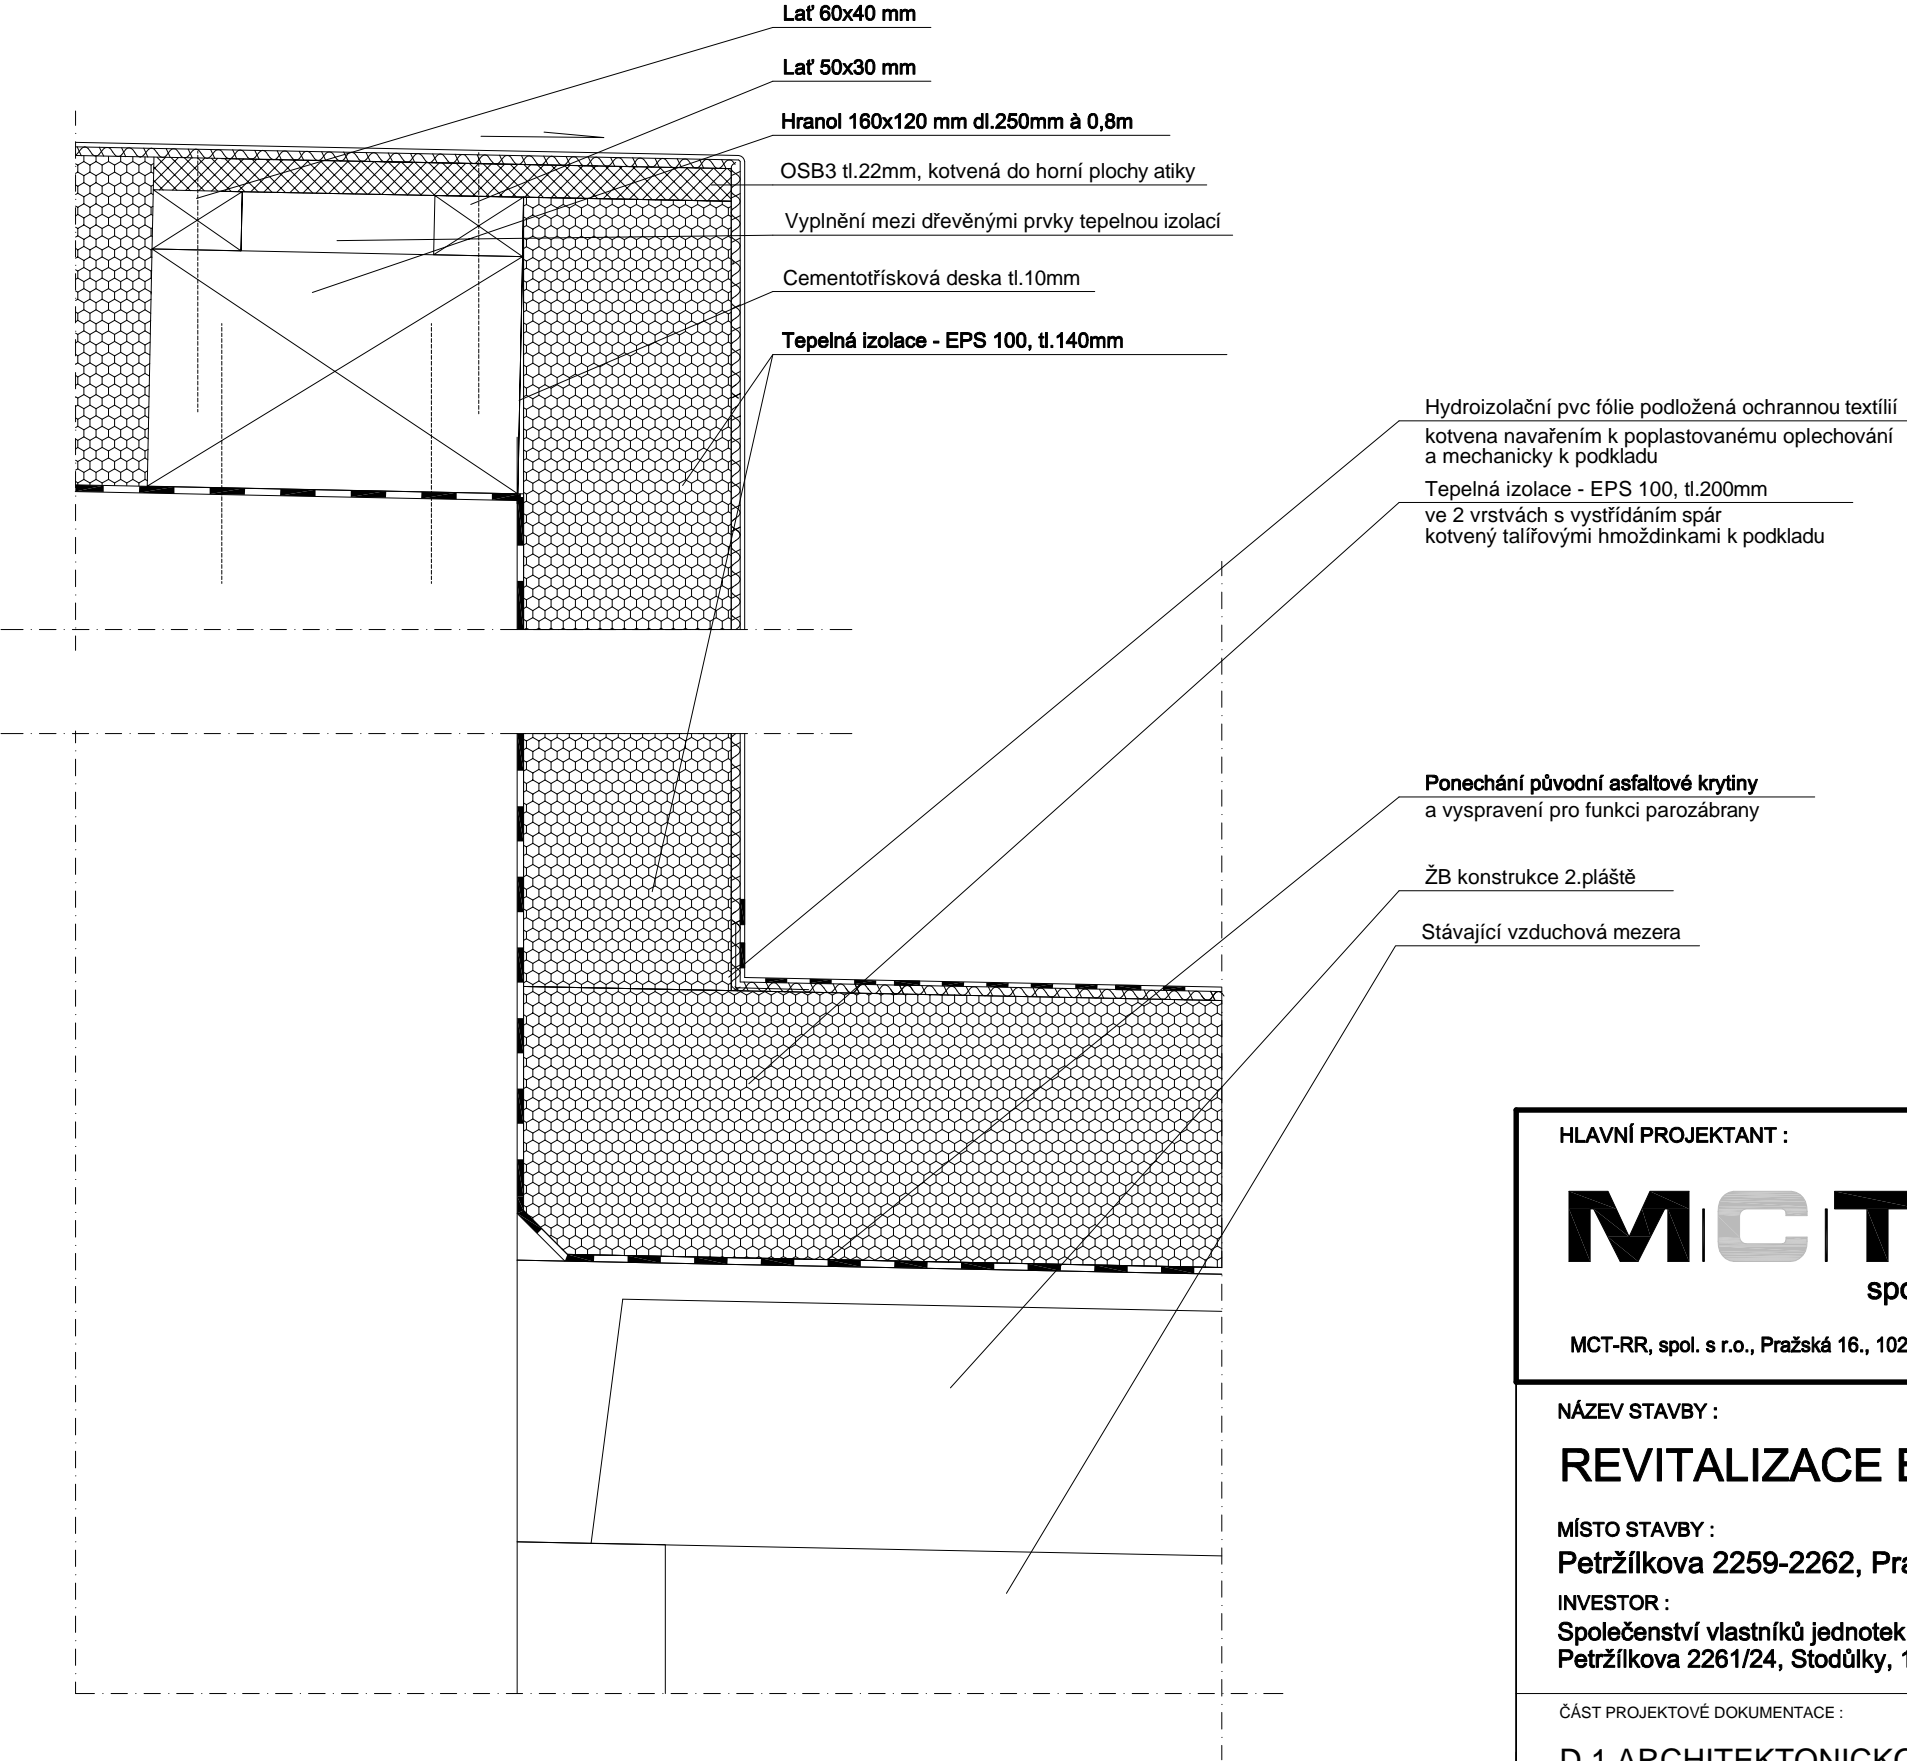 Lať 60x40 mm
Lať 50x30 mm
Hranol 160x120 mm dl.250mm à 0,8m
OSB3 tl.22mm, kotvená do horní plochy atiky
Vyplnění mezi dřevěnými prvky tepelnou izolací
Cementotřísková deska tl.10mm
Tepelná izolace - EPS 100, tl.140mm
Hydroizolační pvc fólie podložená ochrannou textílií
kotvena navařením k poplastovanému oplechování
a mechanicky k podkladu
Tepelná izolace - EPS 100, tl.200mm
ve 2 vrstvách s vystřídáním spár
kotvený talířovými hmoždinkami k podkladu
Ponechání původní asfaltové krytiny
a vyspravení pro funkci parozábrany
ŽB konstrukce 2.pláště
Stávající vzduchová mezera
HLAVNÍ PROJEKTANT :
M|C|T
spo
MCT-RR, spol. s r.o., Pražská 16., 102
NÁZEV STAVBY :
REVITALIZACE
MÍSTO STAVBY :
Petržílkova 2259-2262, Pra
INVESTOR :
Společenství vlastníků jednotek
Petržílkova 2261/24, Stodůlky, 1
ČÁST PROJEKTOVÉ DOKUMENTACE :
D.1 ARCHITEKTONICKO